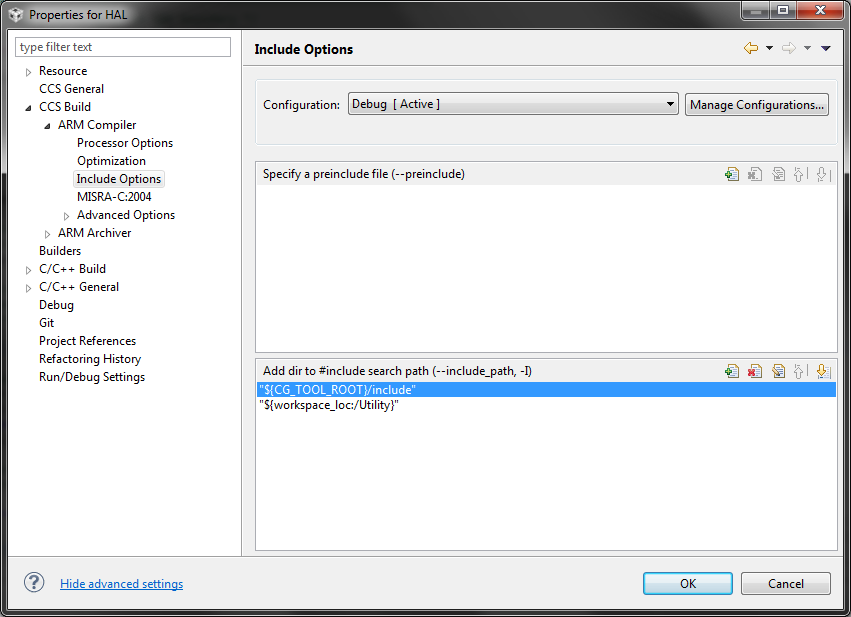 Properties for HAL
type filter text
Resource
CCS General
CCS Build
ARM Compiler
Processor Options
Optimization
Include Options
MISRA-C:2004
Advanced Options
ARM Archiver
Builders
C/C++ Build
C/C++ General
Debug
Git
Project References
Refactoring History
Run/Debug Settings
Include Options
Configuration: Debug [ Active ] Manage Configurations...
Specify a preinclude file (--preinclude)
Add dir to #include search path (--include_path, -I)
"${CG_TOOL_ROOT}/include"
"${workspace_loc:/Utility}"
? Hide advanced settings
OK Cancel